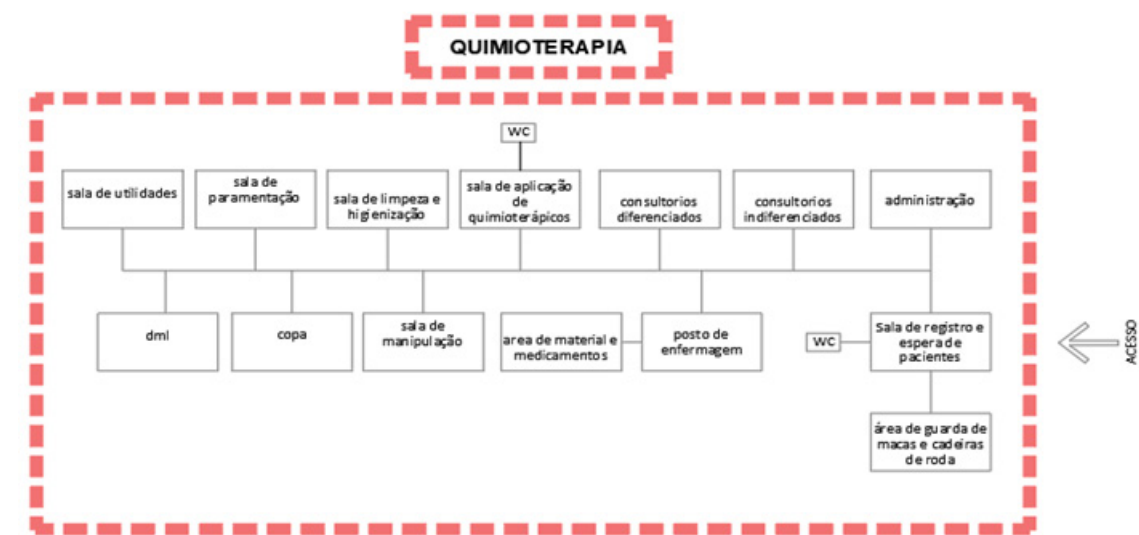 QUIMIOTERAPIA
WC
sala de utilidades
sala de
paramentação
sala de limpeza e
higienização
sala de aplicação
de
quimioterápicos
consultorios
diferenciados
consultorios
indiferenciados
administração
dml
copa
sala de
manipulação
area de material e
medicamentos
posto de
enfermagem
WC
Sala de registro e
espera de
pacientes
ACESSO
área de guarda de
macas e cadeiras
de roda